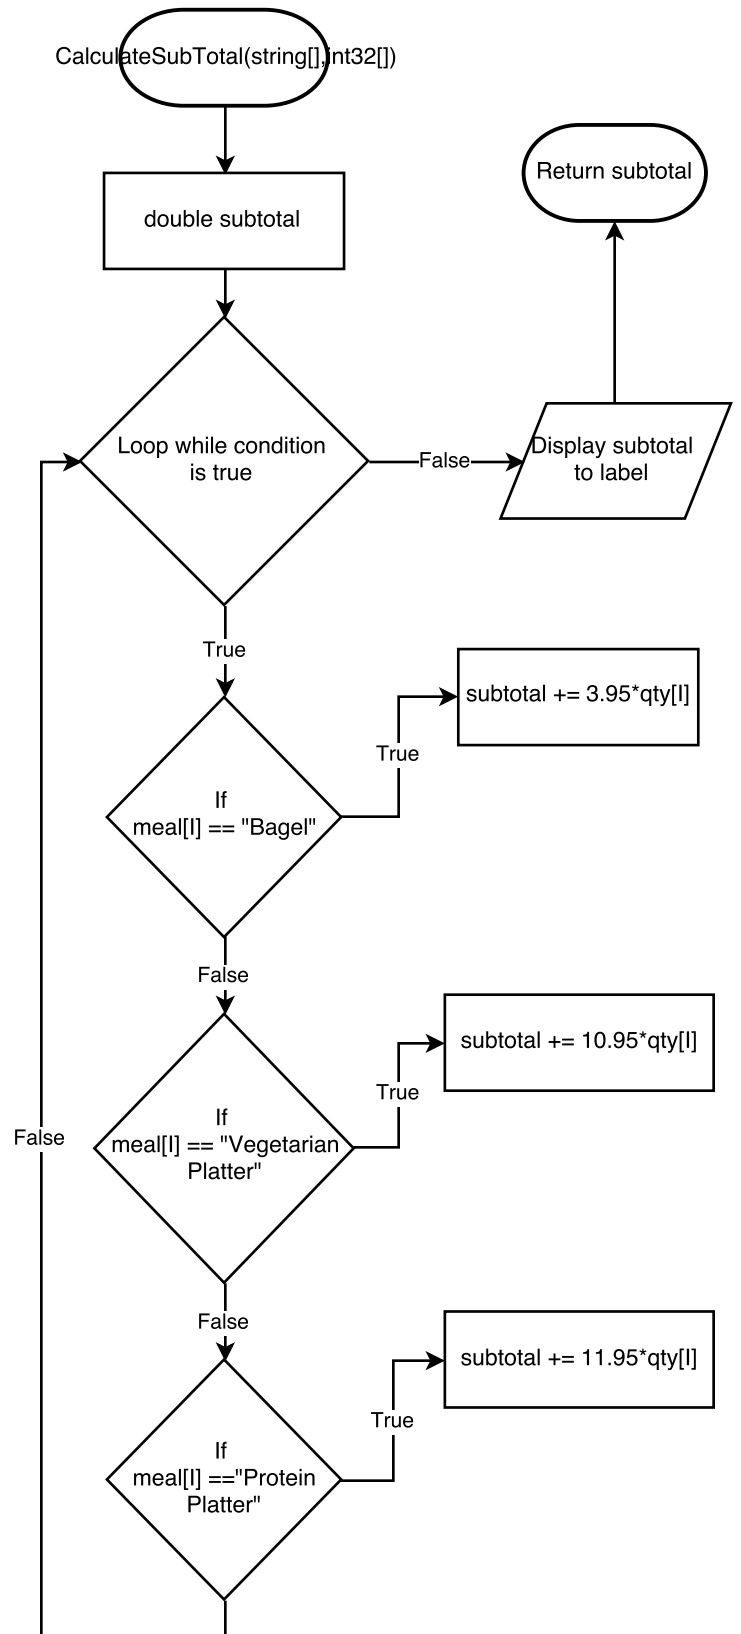 CalculateSubTotal(string[],int32[])
Return subtotal
double subtotal
Loop while condition
is true
False
Display subtotal
to label
True
subtotal += 3.95*qty[I]
True
If
meal[I] == "Bagel"
False
subtotal += 10.95*qty[I]
True
If
meal[I] == "Vegetarian
Platter"
False
False
subtotal += 11.95*qty[I]
True
If
meal[I] =="Protein
Platter"